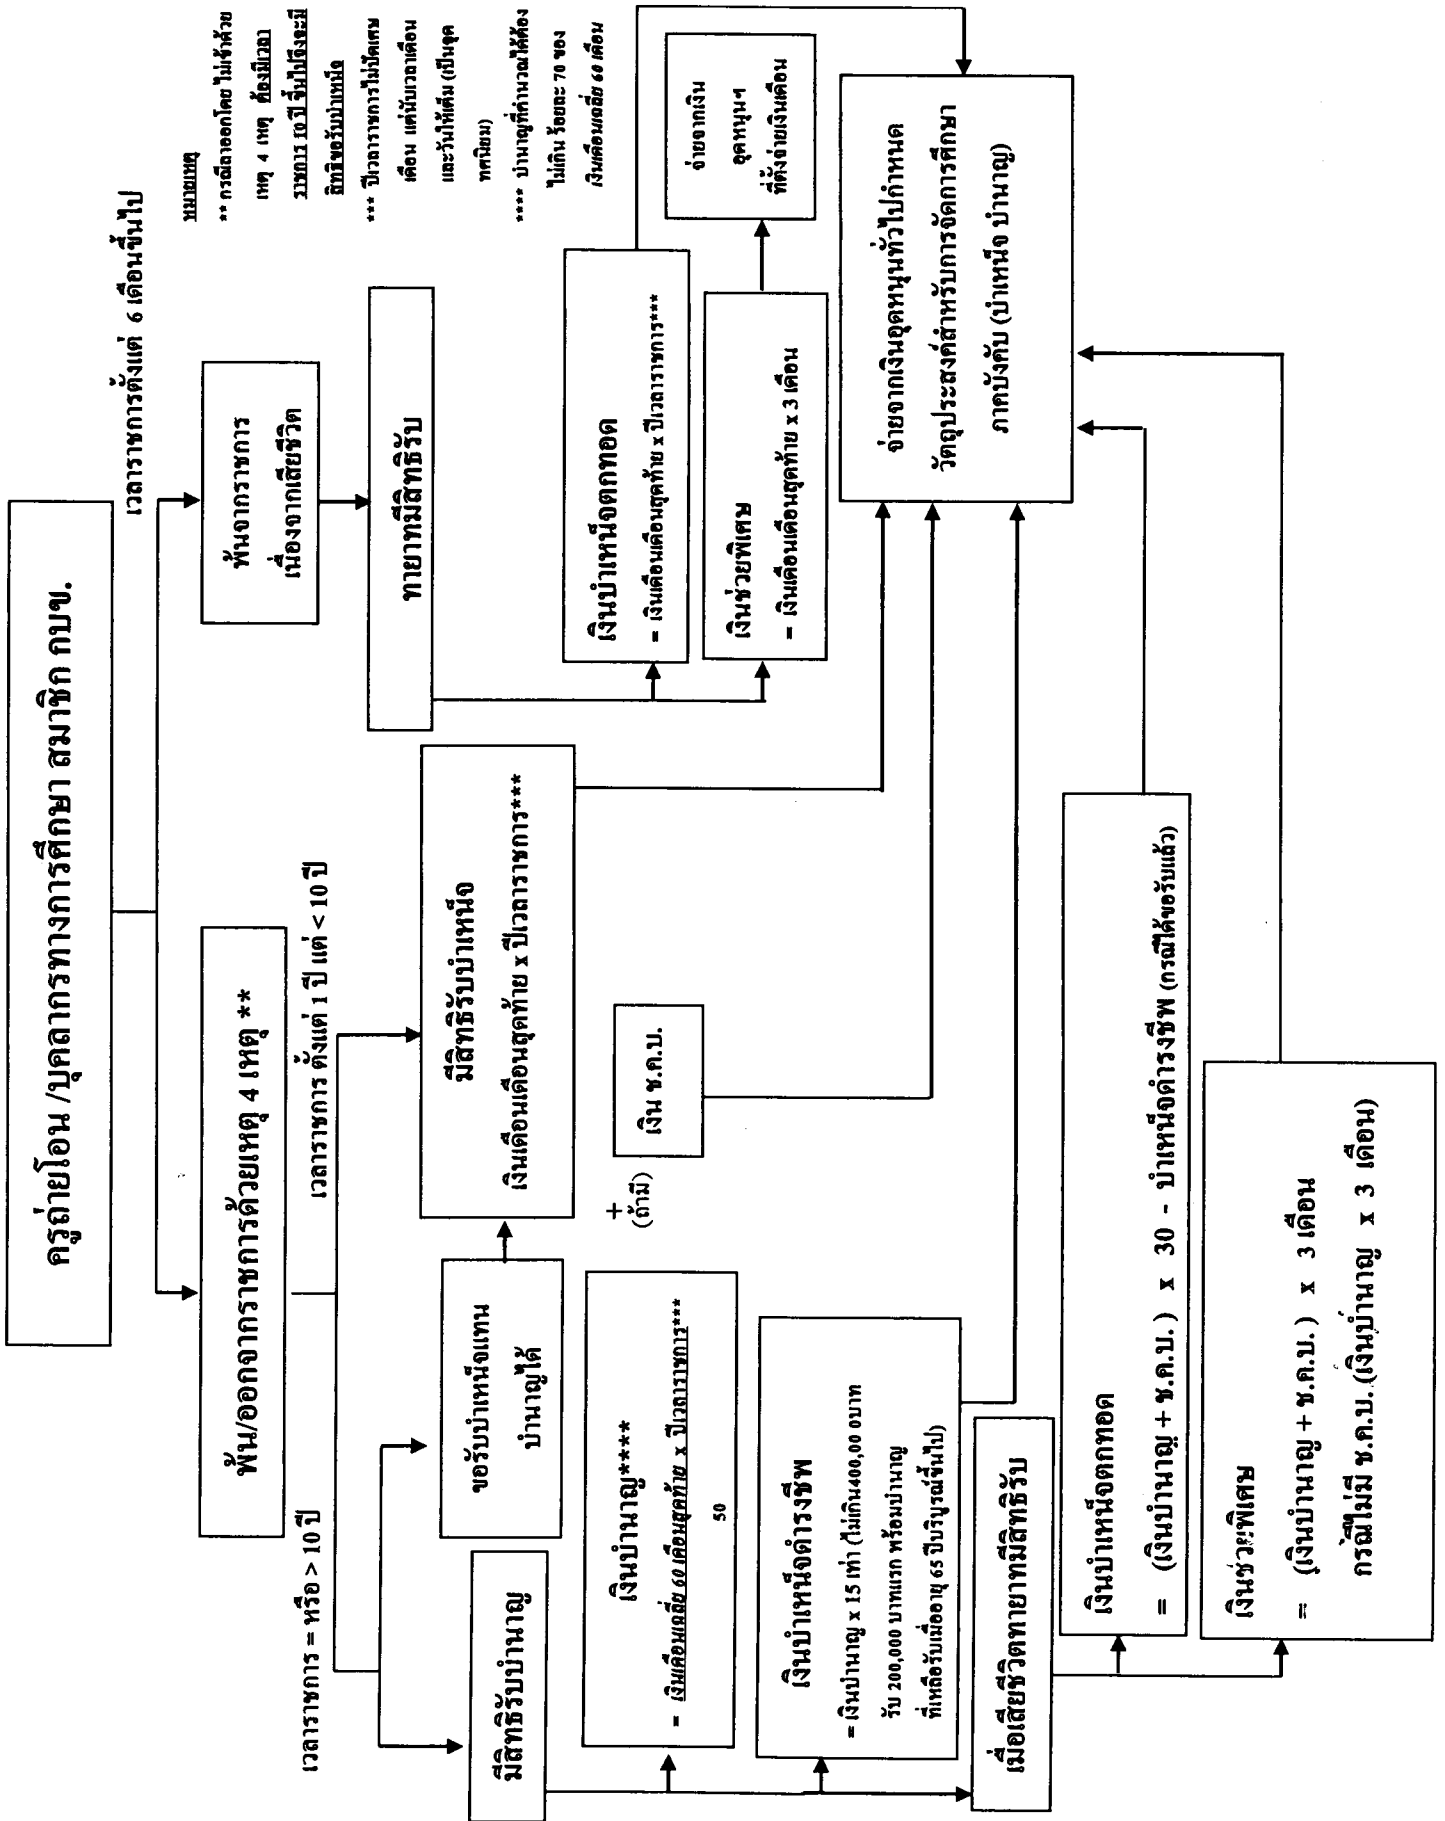 ครูถ่ายโอน /บุคลากรทางการศึกษา สมาชิก กบข.
พ้น/ออกจากราชการด้วยเหตุ 4 เหตุ **
เวลาราชการตั้งแต่ 6 เดือนขึ้นไป
พ้นจากราชการ
เนื่องจากเสียชีวิต
เวลาราชการ = หรือ > 10 ปี
เวลาราชการ ตั้งแต่ 1 ปี แต่ < 10 ปี
ทายาทมีสิทธิรับ
หมายเหตุ
** กรณีลาออกโดย ไม่เข้าด้วย
เหตุ 4 เหตุ ต้องมีเวลา
ราชการ 10 ปี ขึ้นไปจึงจะมี
สิทธิขอรับบำเหน็จ
*** ปีเวลาราชการไม่ปัดเศษ
เดือน แต่นับเวลาเดือน
และวันให้เต็ม (เป็นจุด
ทศนิยม)
**** บำนาญที่คำนวณได้ต้อง
ไม่เกิน ร้อยละ 70 ของ
เงินเดือนเฉลี่ย 60 เดือน
มีสิทธิรับบำนาญ
ขอรับบำเหน็จแทน
บำนาญได้
มีสิทธิรับบำเหน็จ
เงินเดือนเดือนสุดท้าย x ปีเวลาราชการ***
เงินบำนาญ****
= เงินเดือนเฉลี่ย 60 เดือนสุดท้าย x ปีเวลาราชการ***
50
+
(ถ้ามี)
เงิน ช.ค.บ.
เงินบำเหน็จตกทอด
= เงินเดือนเดือนสุดท้าย x ปีเวลาราชการ***
เงินช่วยพิเศษ
= เงินเดือนเดือนสุดท้าย x 3 เดือน
จ่ายจากเงิน
อุดหนุนฯ
ที่ตั้งจ่ายเงินเดือน
เงินบำเหน็จดำรงชีพ
= เงินบำนาญ x 15 เท่า (ไม่เกิน400,00 0บาท
รับ 200,000 บาทแรก พร้อมบำนาญ
ที่เหลือรับเมื่ออายุ 65 ปีบริบูรณ์ขึ้นไป)
จ่ายจากเงินอุดหนุนทั่วไปกำหนด
วัตถุประสงค์สำหรับการจัดการศึกษา
ภาคบังคับ (บำเหน็จ บำนาญ)
เมื่อเสียชีวิตทายาทมีสิทธิรับ
เงินบำเหน็จตกทอด
= (เงินบำนาญ + ช.ค.บ. ) x 30 - บำเหน็จดำรงชีพ (กรณีได้ขอรับแล้ว)
เงินช่วยพิเศษ
= (เงินบำนาญ + ช.ค.บ. ) x 3 เดือน
กรณีไม่มี ช.ค.บ. (เงินบำนาญ x 3 เดือน)